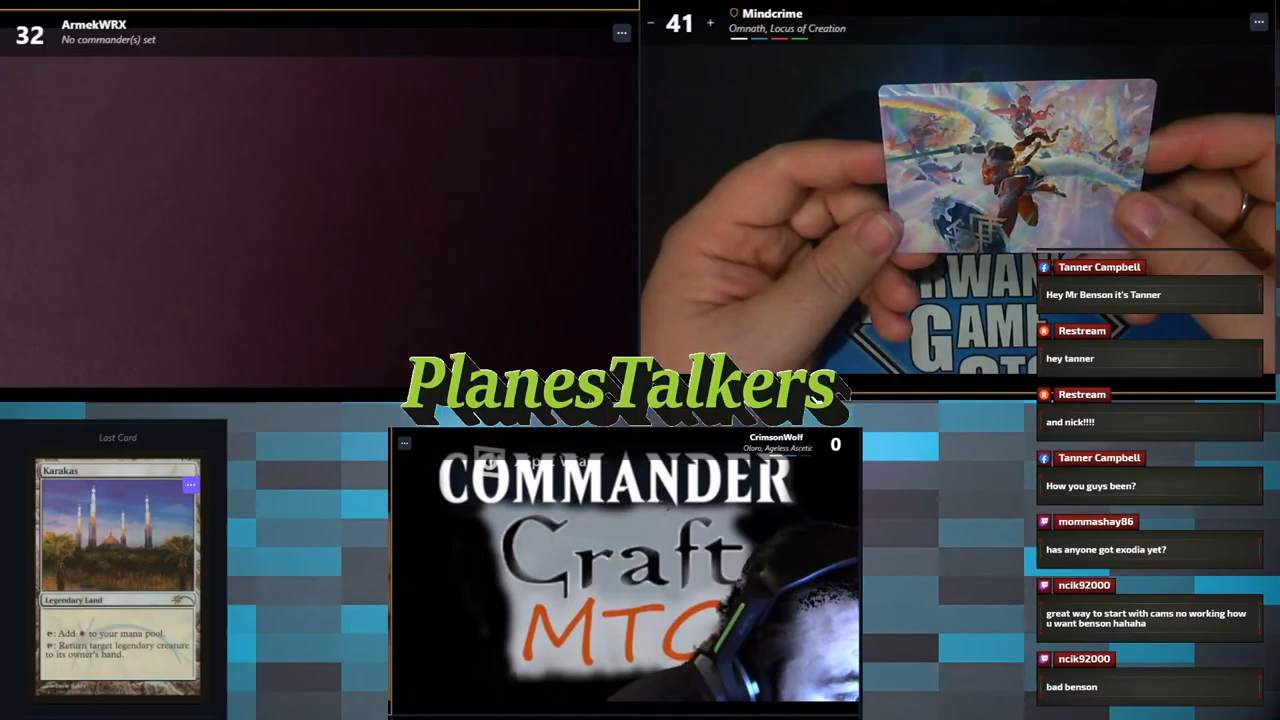 32
ArmekWRX
No commander(s) set
− 41 +
Mindcrime
Omnath, Locus of Creation
GAME
Tanner Campbell
Hey Mr Benson it's Tanner
Restream
hey tanner
Restream
and nick!!!!
Tanner Campbell
How you guys been?
mommashay86
has anyone got exodia yet?
ncik92000
great way to start with cams no working how
u want benson hahaha
ncik92000
bad benson
PlanesTalkers
Last Card
Karakas
Legendary Land
: Add to your mana pool.
: Return target legendary creature
to its owner's hand.
CrimsonWolf
Oloro, Ageless Ascetic
0
COMMANDER
Craft
MTG